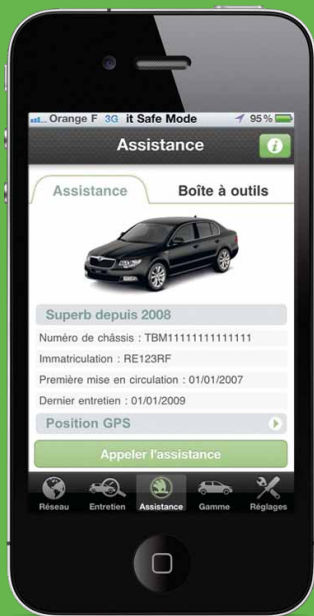 Orange F 3G it Safe Mode 95%
Assistance
Assistance Boîte à outils
Superb depuis 2008
Numéro de châssis : TBM11111111111111
Immatriculation : RE123RF
Première mise en circulation : 01/01/2007
Dernier entretien : 01/01/2009
Position GPS
Appeler l'assistance
Réseau Entretien Assistance Gamme Réglages